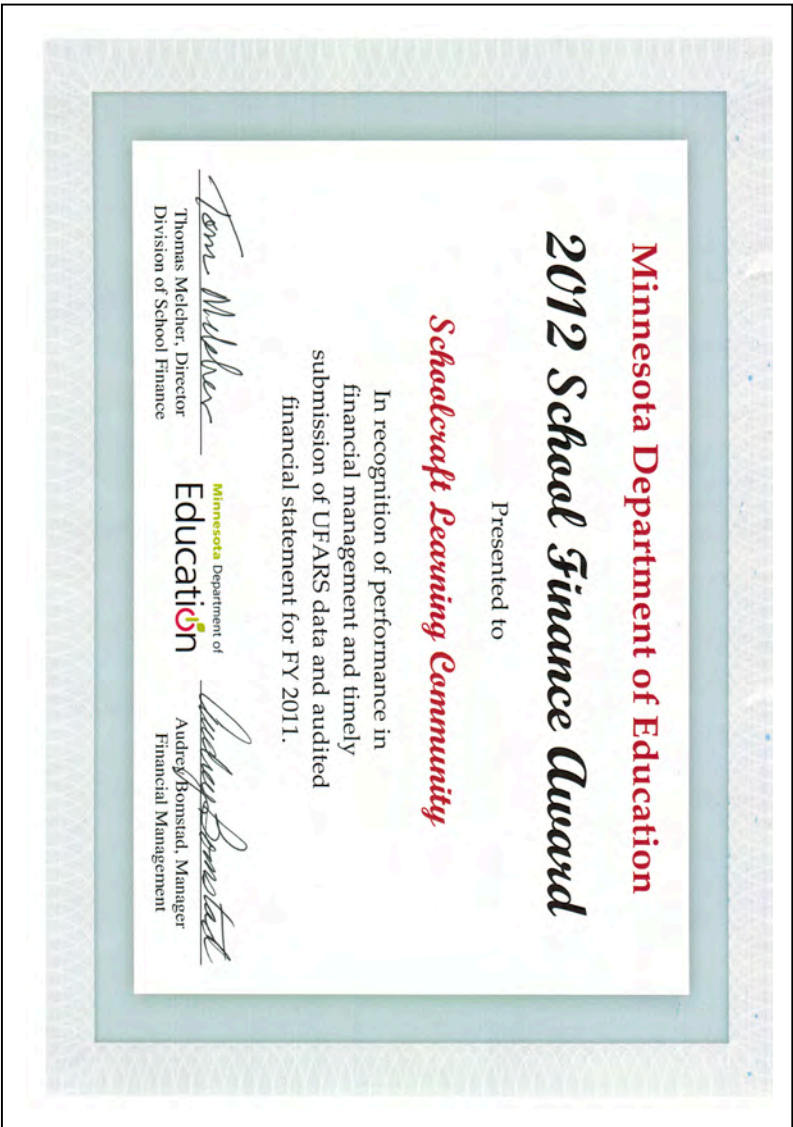 Minnesota Department of Education
2012 School Finance Award
Presented to
Schoolcraft Learning Community
In recognition of performance in
financial management and timely
submission of UFARS data and audited
financial statement for FY 2011.
Tom Melcher
Thomas Melcher, Director
Division of School Finance
Minnesota Department of
Education
Audrey Bomstad
Audrey Bomstad, Manager
Financial Management